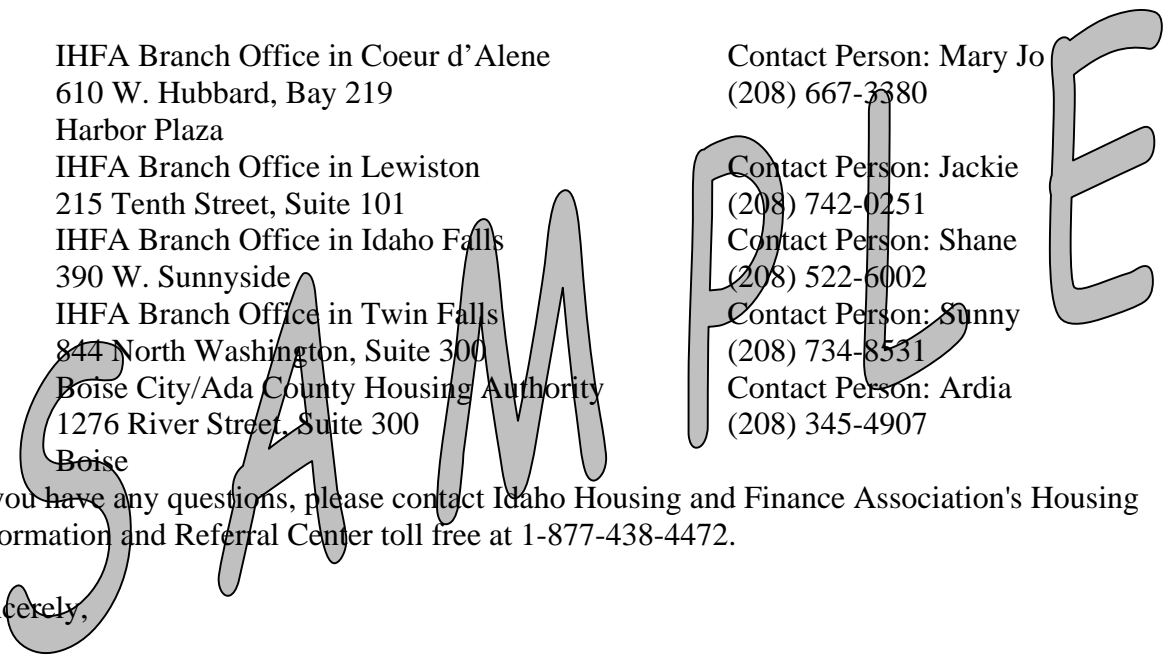 IHFA Branch Office in Coeur d’Alene Contact Person: Mary Jo
610 W. Hubbard, Bay 219 (208) 667-3380
Harbor Plaza
IHFA Branch Office in Lewiston Contact Person: Jackie
215 Tenth Street, Suite 101 (208) 742-0251
IHFA Branch Office in Idaho Falls Contact Person: Shane
390 W. Sunnyside (208) 522-6002
IHFA Branch Office in Twin Falls Contact Person: Sunny
844 North Washington, Suite 300 (208) 734-8531
Boise City/Ada County Housing Authority Contact Person: Ardia
1276 River Street, Suite 300 (208) 345-4907
Boise
you have any questions, please contact Idaho Housing and Finance Association's Housing
ormation and Referral Center toll free at 1-877-438-4472.
cerely,
SAMPLE